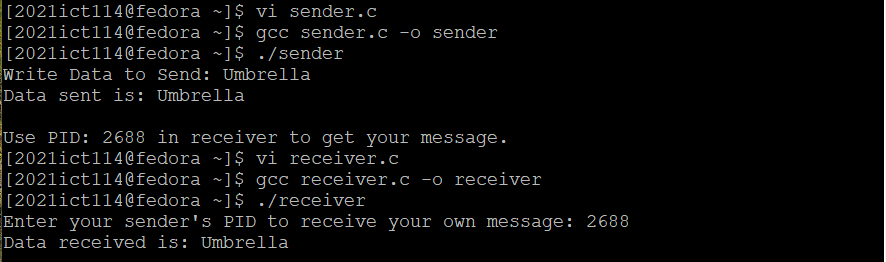 [2021ict114@fedora ~]$ vi sender.c
[2021ict114@fedora ~]$ gcc sender.c -o sender
[2021ict114@fedora ~]$ ./sender
Write Data to Send: Umbrella
Data sent is: Umbrella
Use PID: 2688 in receiver to get your message.
[2021ict114@fedora ~]$ vi receiver.c
[2021ict114@fedora ~]$ gcc receiver.c -o receiver
[2021ict114@fedora ~]$ ./receiver
Enter your sender's PID to receive your own message: 2688
Data received is: Umbrella